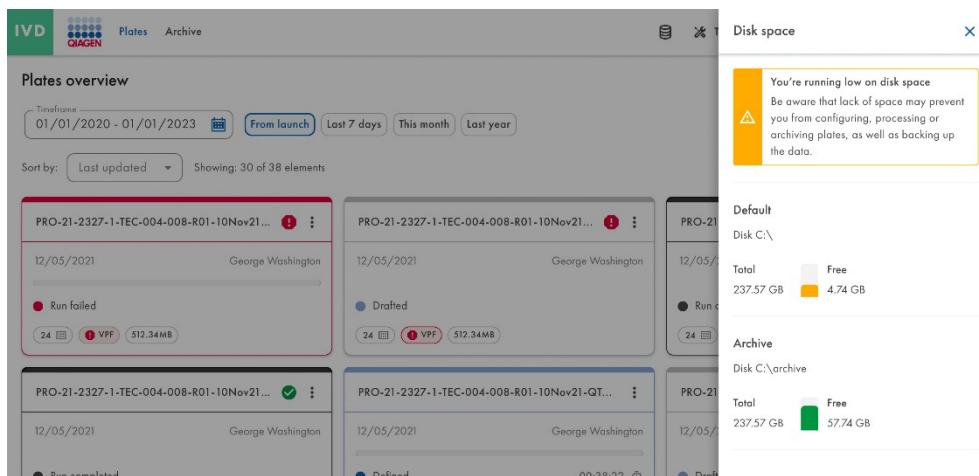 IVD
QIAGEN
Plates Archive
Plates overview
Timeframe
01/01/2020 - 01/01/2023 From launch Last 7 days This month Last year
Sort by: Last updated Showing: 30 of 38 elements
PRO-21-2327-1-TEC-004-008-R01-10Nov21...
12/05/2021 George Washington
Run failed
24 VPF 512.34MB
PRO-21-2327-1-TEC-004-008-R01-10Nov21...
12/05/2021 George Washington
Drafted
24 VPF 512.34MB
PRO-21
12/05/
Run
24
PRO-21-2327-1-TEC-004-008-R01-10Nov21...
12/05/2021 George Washington
Run completed
PRO-21-2327-1-TEC-004-008-R01-10Nov21-QT...
12/05/2021 George Washington
Defined 00:38:22
PRO-21
12/05/
Disk space
You're running low on disk space
Be aware that lack of space may prevent
you from configuring, processing or
archiving plates, as well as backing up
the data.
Default
Disk C:\
Total Free
237.57 GB 4.74 GB
Archive
Disk C:\archive
Total Free
237.57 GB 57.74 GB